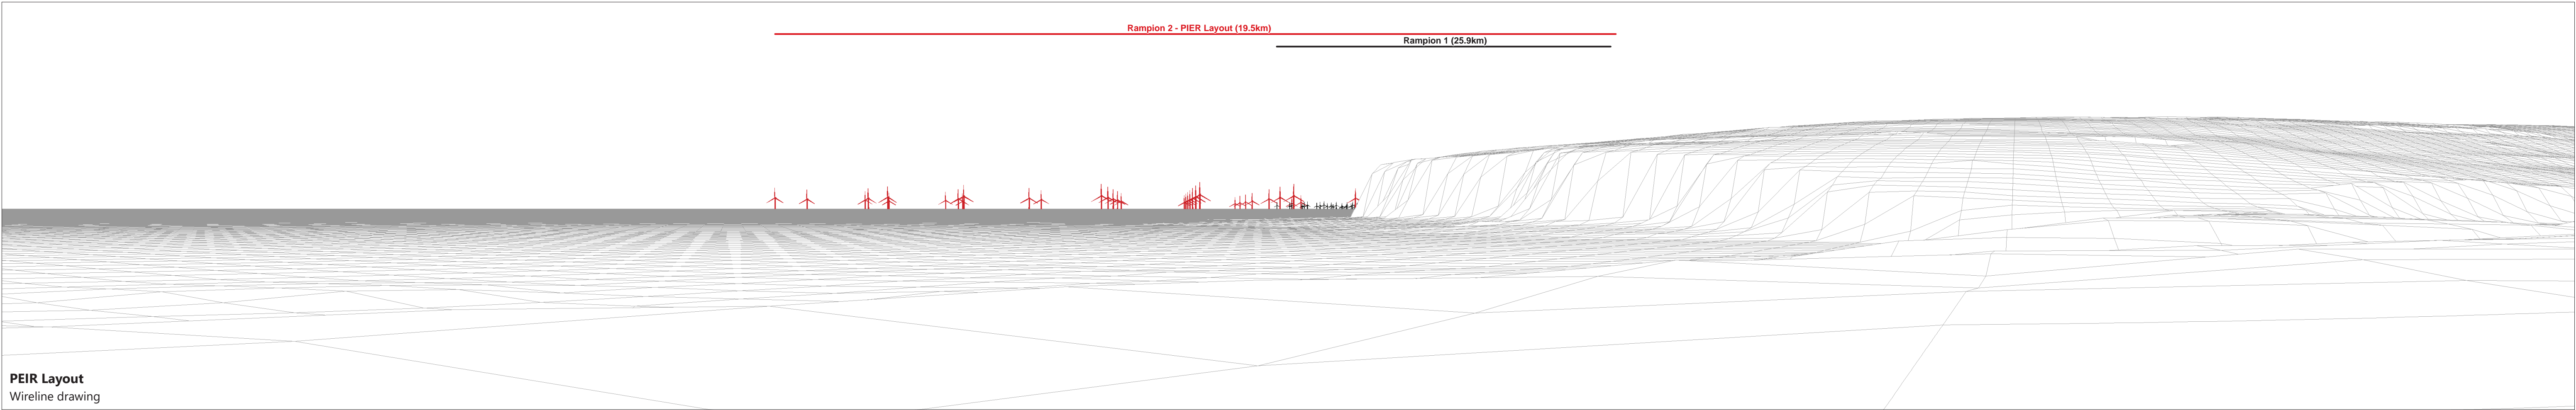 Rampion 2 - PIER Layout (19.5km)
Rampion 1 (25.9km)
PEIR Layout
Wireline drawing